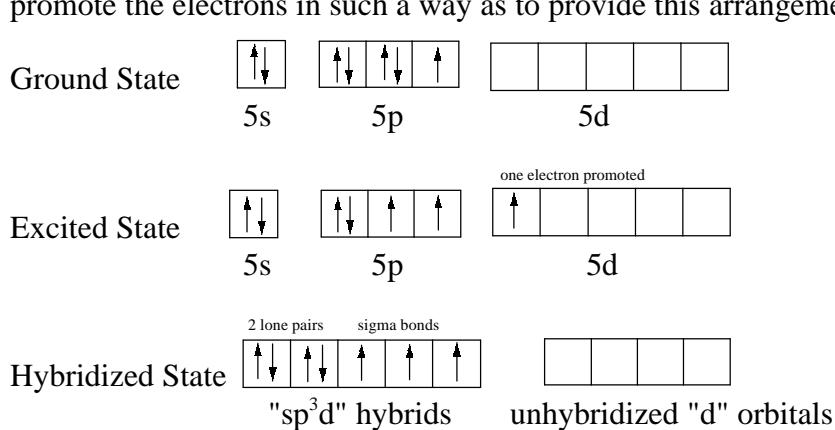 promote the electrons in such a way as to provide this arrangeme
Ground State
5s 5p 5d
one electron promoted
Excited State
5s 5p 5d
2 lone pairs sigma bonds
Hybridized State
"sp³d" hybrids unhybridized "d" orbitals